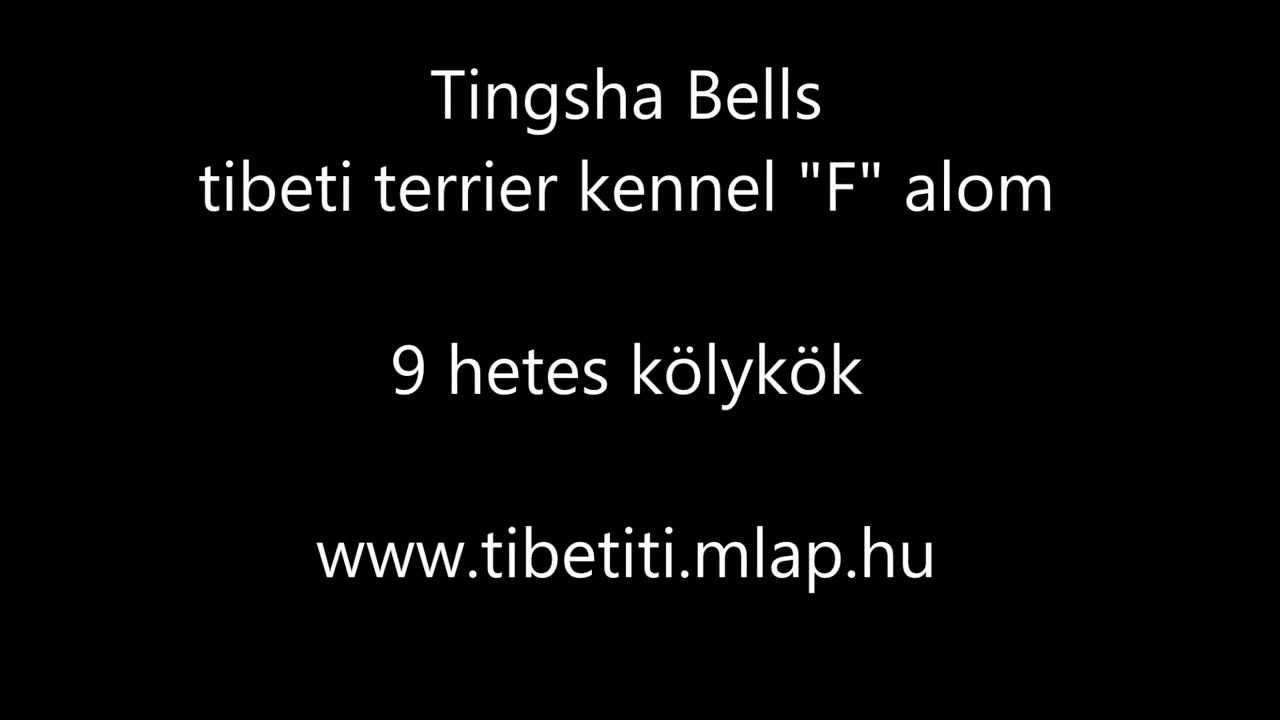 Tingsha Bells
tibeti terrier kennel "F" alom
9 hetes kölykök
www.tibetiti.mlap.hu